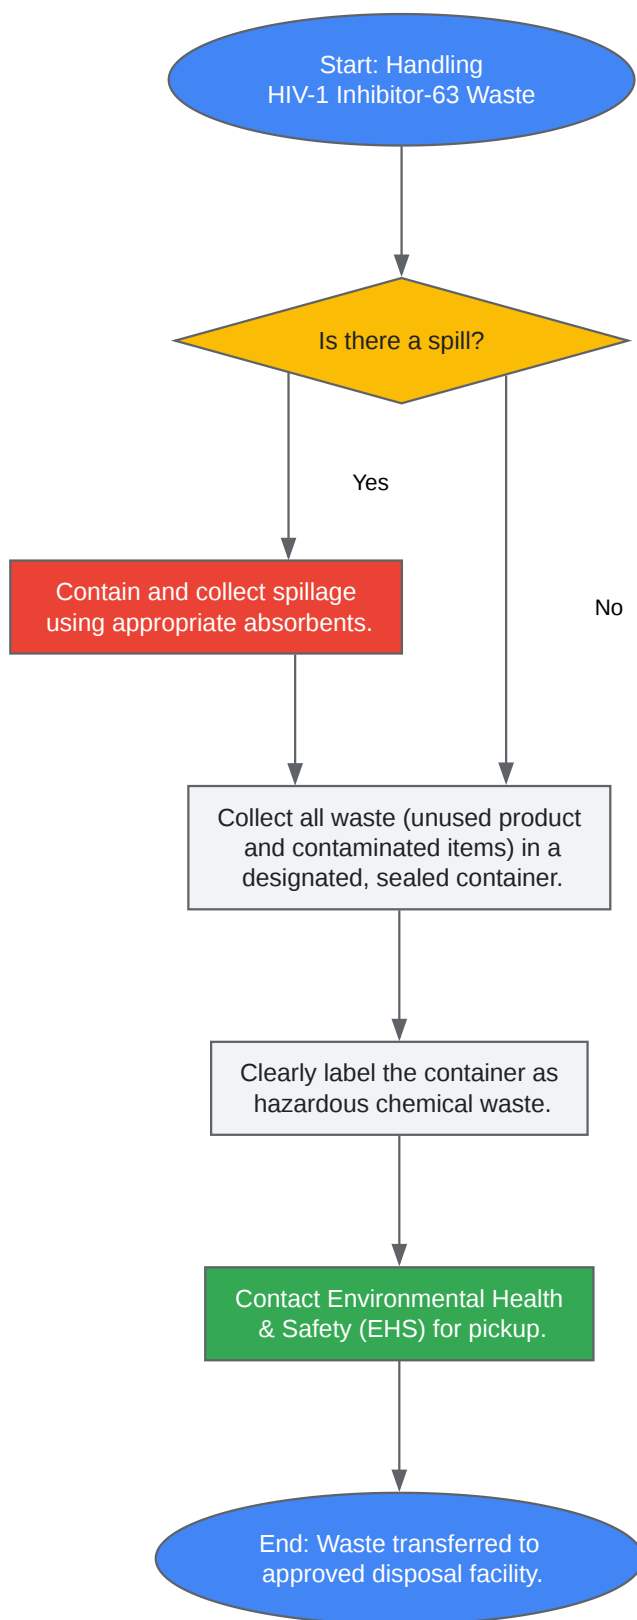 Start: Handling
HIV-1 Inhibitor-63 Waste
Is there a spill?
Yes
Contain and collect spillage
using appropriate absorbents.
No
Collect all waste (unused product
and contaminated items) in a
designated, sealed container.
Clearly label the container as
hazardous chemical waste.
Contact Environmental Health
& Safety (EHS) for pickup.
End: Waste transferred to
approved disposal facility.